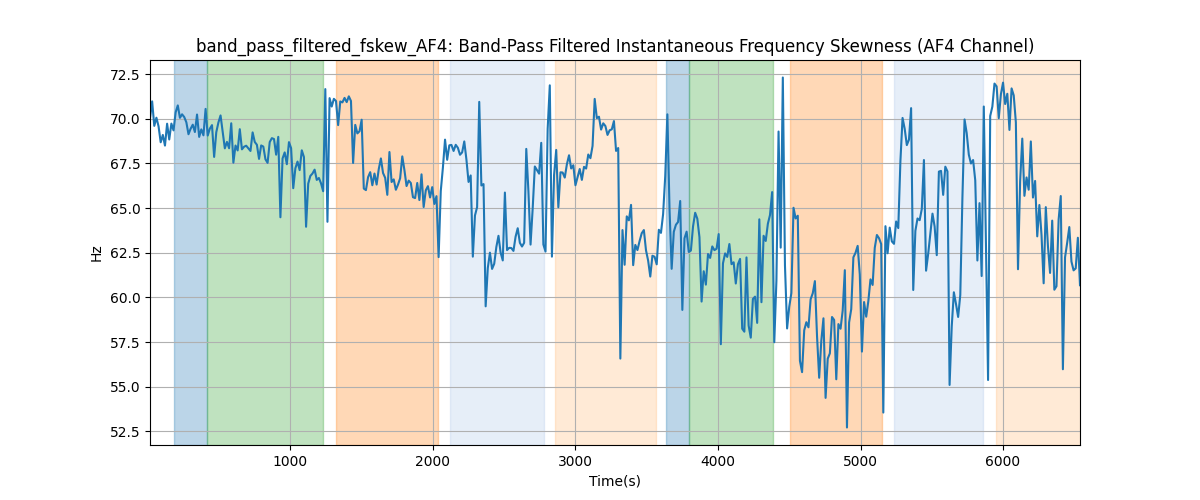 band_pass_filtered_fskew_AF4: Band-Pass Filtered Instantaneous Frequency Skewness (AF4 Channel)
72.5
70.0
67.5
65.0
62.5
60.0
57.5
55.0
52.5
Hz
1000 2000 3000 4000 5000 6000
Time(s)